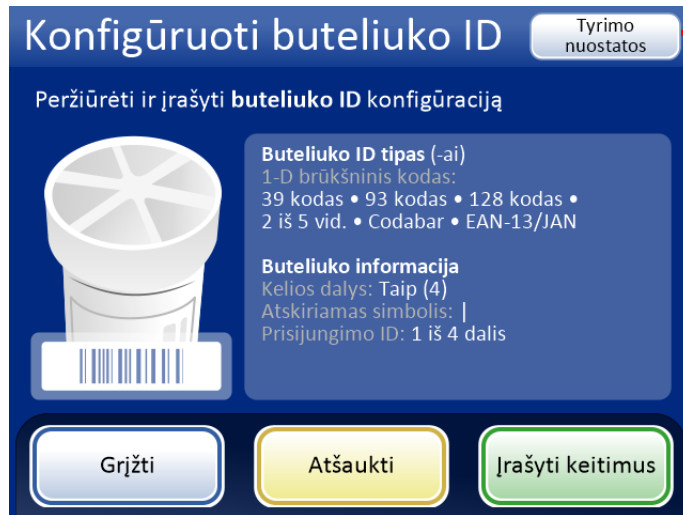 Konfigūruoti buteliuko ID
Tyrimo
nuostatos
Peržiūrėti ir įrašyti buteliuko ID konfigūraciją
Buteliuko ID tipas (-ai)
1-D brūkšninis kodas:
39 kodas • 93 kodas • 128 kodas •
2 iš 5 vid. • Codabar • EAN-13/JAN
Buteliuko informacija
Kelios dalys: Taip (4)
Atskiriamas simbolis: |
Prisijungimo ID: 1 iš 4 dalis
Grįžti
Atšaukti
Įrašyti keitimus